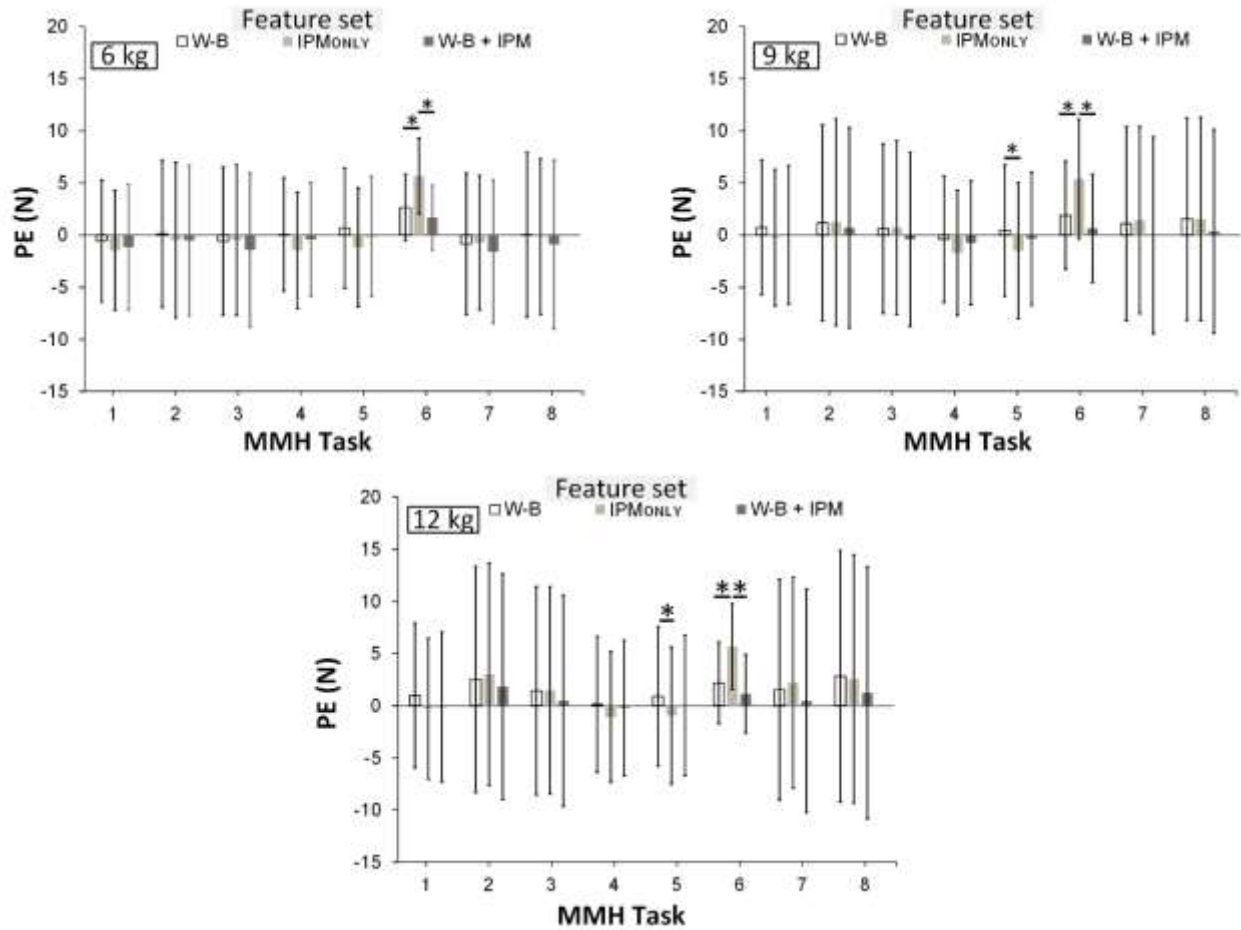 Feature set
6 kg
W-B IPMONLY W-B + IPM
20
15
10
5
0
-5
-10
-15
PE (N)
* *
1 2 3 4 5 6 7 8
MMH Task
Feature set
9 kg
W-B IPMONLY W-B + IPM
20
15
10
5
0
-5
-10
-15
PE (N)
* * *
1 2 3 4 5 6 7 8
MMH Task
Feature set
12 kg
W-B IPMONLY W-B + IPM
20
15
10
5
0
-5
-10
-15
PE (N)
* * *
1 2 3 4 5 6 7 8
MMH Task